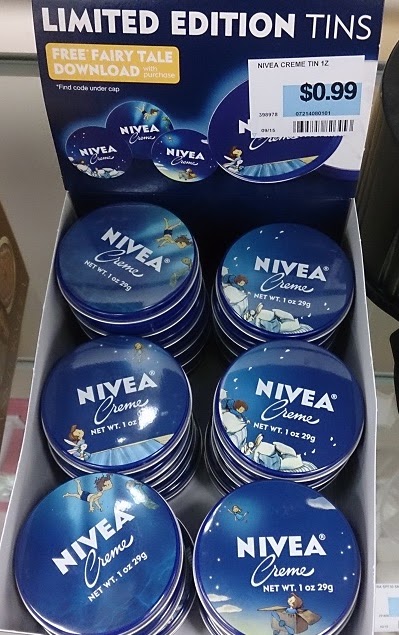 LIMITED EDITION TINS
FREE FAIRY TALE
DOWNLOAD with purchase
*Find code under cap
NIVEA CREME TIN 1Z
$0.99
398978
07214080101
09/15
NIVEA
Creme
NIVEA
Creme
NIVEA
Creme
NIVEA®
Creme
NET WT. 1 oz 29g
NIVEA®
Creme
NET WT. 1 oz 29g
NIVEA®
Creme
NET WT. 1 oz 29g
NIVEA®
Creme
NET WT. 1 oz 29g
NIVEA®
Creme
NET WT. 1 oz 29g
NIVEA®
Creme
NET WT. 1 oz 29g